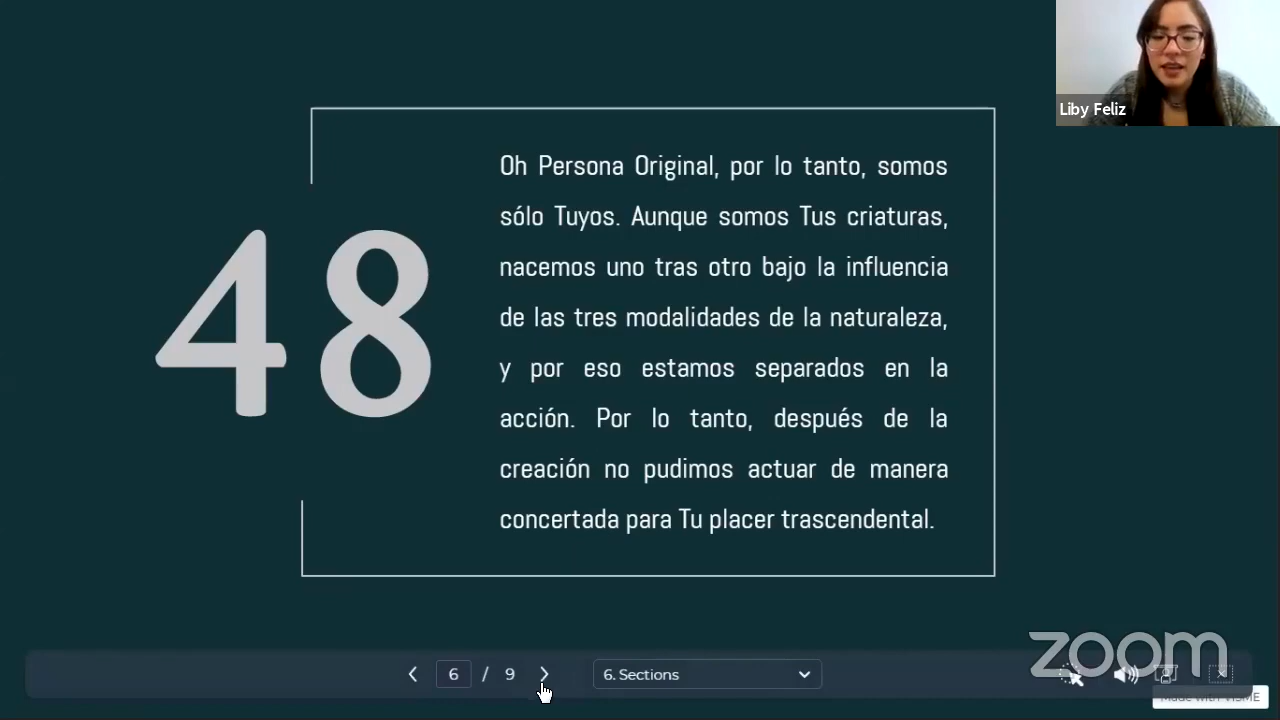 Liby Feliz
48
Oh Persona Original, por lo tanto, somos
sólo Tuyos. Aunque somos Tus criaturas,
nacemos uno tras otro bajo la influencia
de las tres modalidades de la naturaleza,
y por eso estamos separados en la
acción. Por lo tanto, después de la
creación no pudimos actuar de manera
concertada para Tu placer trascendental.
6 / 9
6. Sections
zoom
Made with VISME